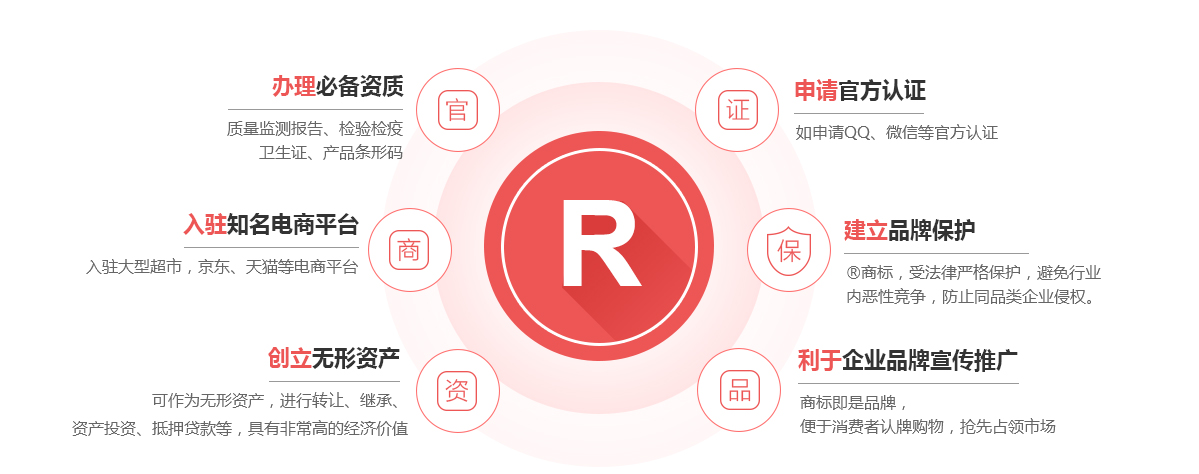 办理必备资质
质量监测报告、检验检疫
卫生证、产品条形码
官
入驻知名电商平台
入驻大型超市，京东、天猫等电商平台
商
创立无形资产
可作为无形资产，进行转让、继承、
资产投资、抵押贷款等，具有非常高的经济价值
资
R
证
申请官方认证
如申请QQ、微信等官方认证
保
建立品牌保护
®商标，受法律严格保护，避免行业
内恶性竞争，防止同品类企业侵权。
品
利于企业品牌宣传推广
商标即是品牌，
便于消费者认牌购物，抢先占领市场